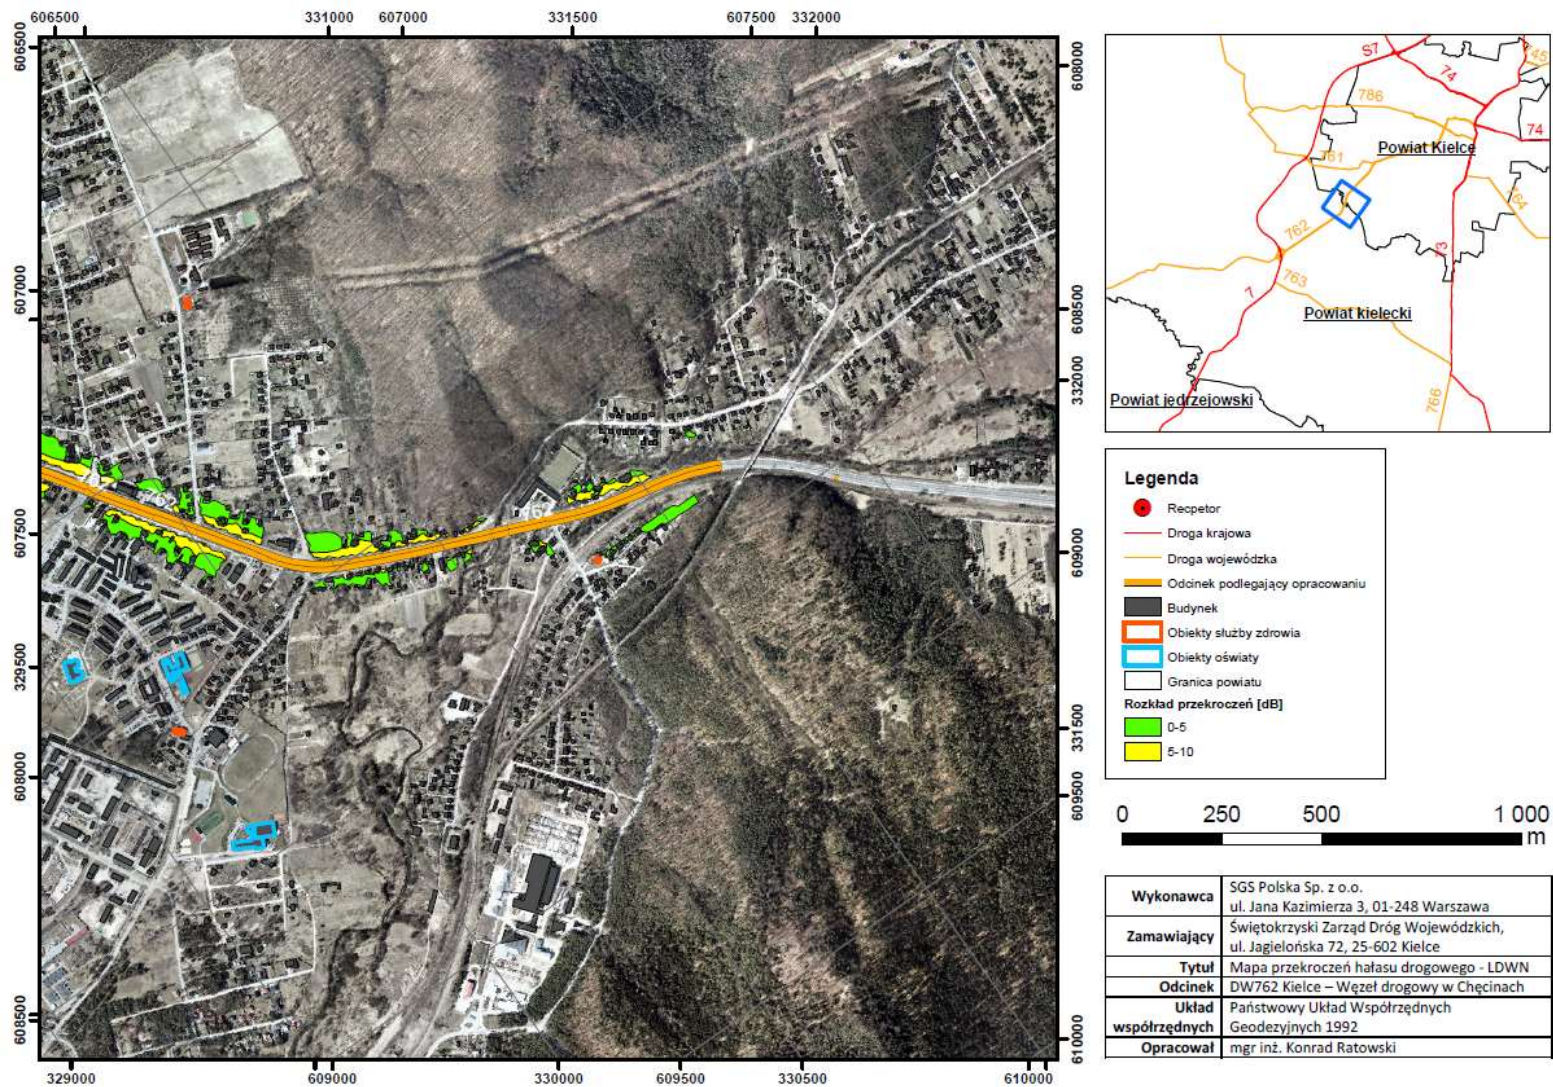 606500
331000
607000
331500
607500
332000
606500
607000
607500
329500
608000
608500
608000
608500
332000
609000
331500
609500
610000
329000
609000
330000
609500
330500
610000
762
762
762
S7
74
745
786
Powiat Kielce
74
761
764
762
73
763
7
Powiat kielecki
Powiat jędrzejowski
766
Legenda
Recpetor
Droga krajowa
Droga wojewódzka
Odcinek podlegający opracowaniu
Budynek
Obiekty służby zdrowia
Obiekty oświaty
Granica powiatu
Rozkład przekroczeń [dB]
0-5
5-10
0 250 500 1 000
m
Wykonawca SGS Polska Sp. z o.o.
ul. Jana Kazimierza 3, 01-248 Warszawa
Zamawiający Świętokrzyski Zarząd Dróg Wojewódzkich,
ul. Jagielońska 72, 25-602 Kielce
Tytuł Mapa przekroczeń hałasu drogowego - LDWN
Odcinek DW762 Kielce – Węzeł drogowy w Chęcinach
Układ współrzędnych Państwowy Układ Współrzędnych
Geodezyjnych 1992
Opracował mgr inż. Konrad Ratowski